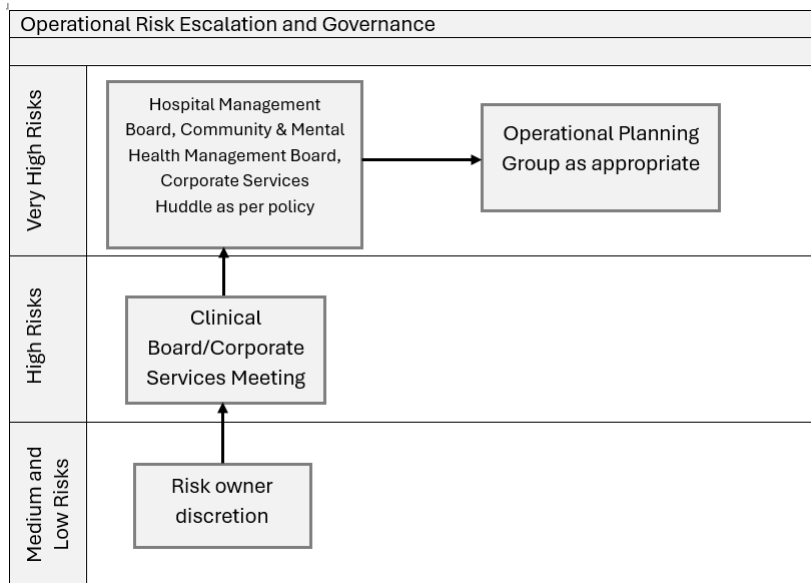 Operational Risk Escalation and Governance
Very High Risks
Hospital Management
Board, Community & Mental
Health Management Board,
Corporate Services
Huddle as per policy
Operational Planning
Group as appropriate
High Risks
Clinical
Board/Corporate
Services Meeting
Medium and
Low Risks
Risk owner
discretion